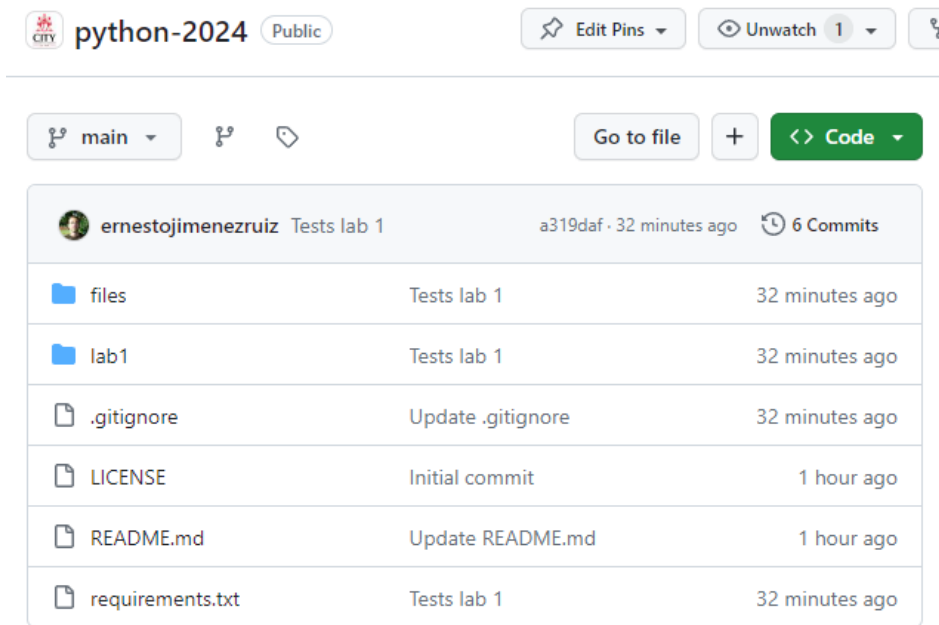 CITY
python-2024 Public Edit Pins Unwatch 1
main Go to file + <> Code
ernestojimenezruiz Tests lab 1 a319daf · 32 minutes ago 6 Commits
files Tests lab 1 32 minutes ago
lab1 Tests lab 1 32 minutes ago
.gitignore Update .gitignore 32 minutes ago
LICENSE Initial commit 1 hour ago
README.md Update README.md 1 hour ago
requirements.txt Tests lab 1 32 minutes ago